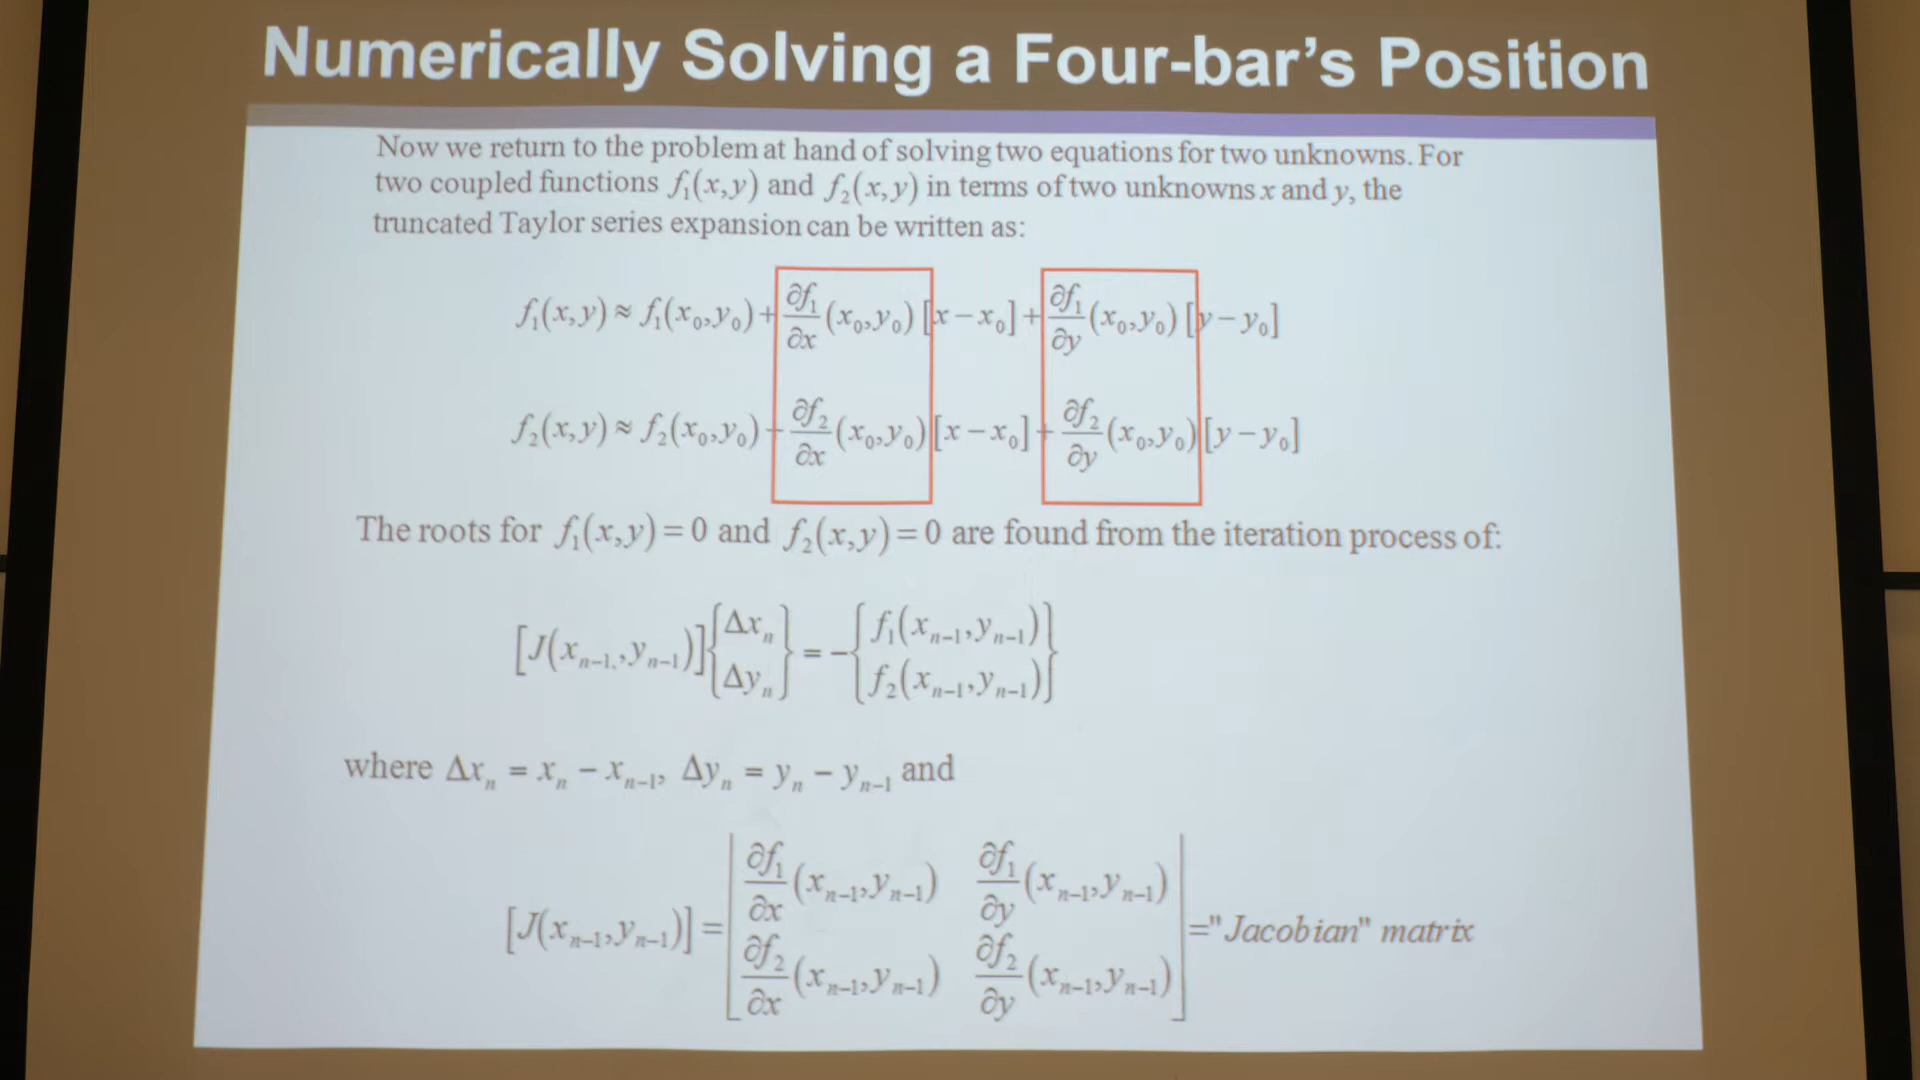 Numerically Solving a Four-bar's Position
Now we return to the problem at hand of solving two equations for two unknowns. For
two coupled functions f₁(x,y) and f₂(x,y) in terms of two unknowns x and y, the
truncated Taylor series expansion can be written as:
f₁(x,y) ≈ f₁(x₀,y₀) + ∂f₁/∂x (x₀,y₀) [x − x₀] + ∂f₁/∂y (x₀,y₀) [y − y₀]
f₂(x,y) ≈ f₂(x₀,y₀) + ∂f₂/∂x (x₀,y₀) [x − x₀] + ∂f₂/∂y (x₀,y₀) [y − y₀]
The roots for f₁(x,y) = 0 and f₂(x,y) = 0 are found from the iteration process of:
[J(xₙ₋₁,,yₙ₋₁)] {Δxₙ Δyₙ} = −{f₁(xₙ₋₁,yₙ₋₁) f₂(xₙ₋₁,yₙ₋₁)}
where Δxₙ = xₙ − xₙ₋₁, Δyₙ = yₙ − yₙ₋₁ and
[J(xₙ₋₁,yₙ₋₁)] = [∂f₁/∂x (xₙ₋₁,yₙ₋₁) ∂f₁/∂y (xₙ₋₁,yₙ₋₁) ∂f₂/∂x (xₙ₋₁,yₙ₋₁) ∂f₂/∂y (xₙ₋₁,yₙ₋₁)] ="Jacobian" matrix